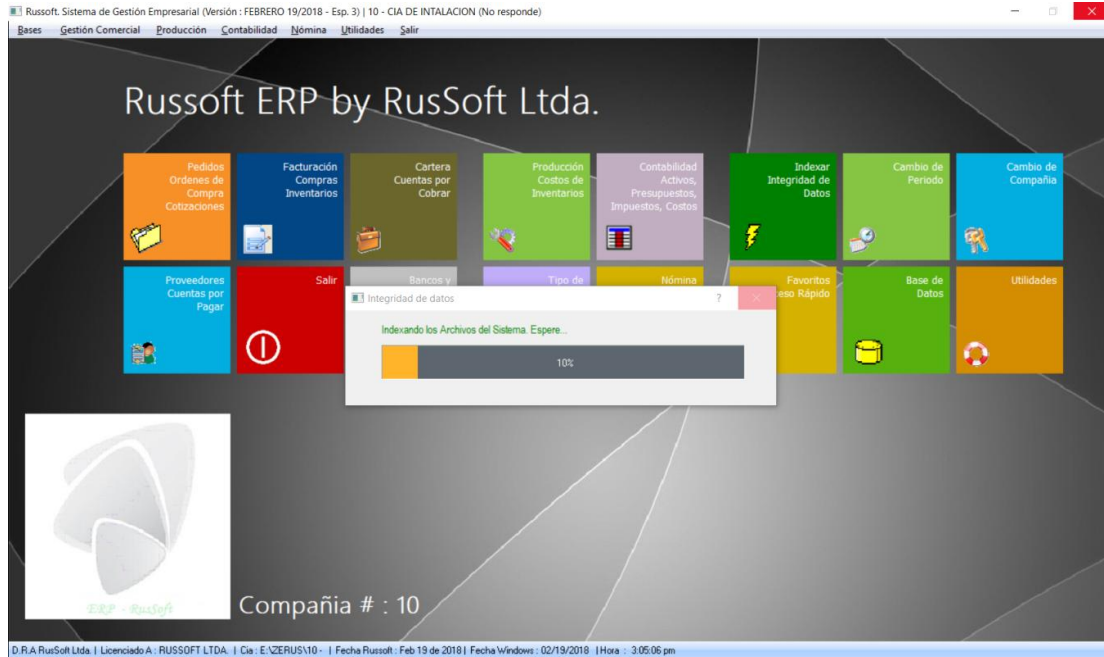 Russoft. Sistema de Gestión Empresarial (Versión : FEBRERO 19/2018 - Esp. 3) | 10 - CIA DE INTALACION (No responde)
Bases Gestión Comercial Producción Contabilidad Nómina Utilidades Salir
Russoft ERP by RusSoft Ltda.
Pedidos
Ordenes de
Compra
Cotizaciones
Facturación
Compras
Inventarios
Cartera
Cuentas por
Cobrar
Producción
Costos de
Inventarios
Contabilidad
Activos,
Presupuestos,
Impuestos, Costos
Indexar
Integridad de
Datos
Cambio de
Periodo
Cambio de
Compañia
Proveedores
Cuentas por
Pagar
Salir
Bancos y
Tipo de
Nómina
Favoritos
eso Rápido
Base de
Datos
Utilidades
Integridad de datos
Indexando los Archivos del Sistema. Espere...
10%
ERP - RusSoft
Compañia # : 10
D.R.A RusSoft Ltda. | Licenciado A : RUSSOFT LTDA. | Cia : E:\ZERUS\10 - | Fecha Russoft : Feb 19 de 2018 | Fecha Windows : 02/19/2018 | Hora : 3:05:06 pm